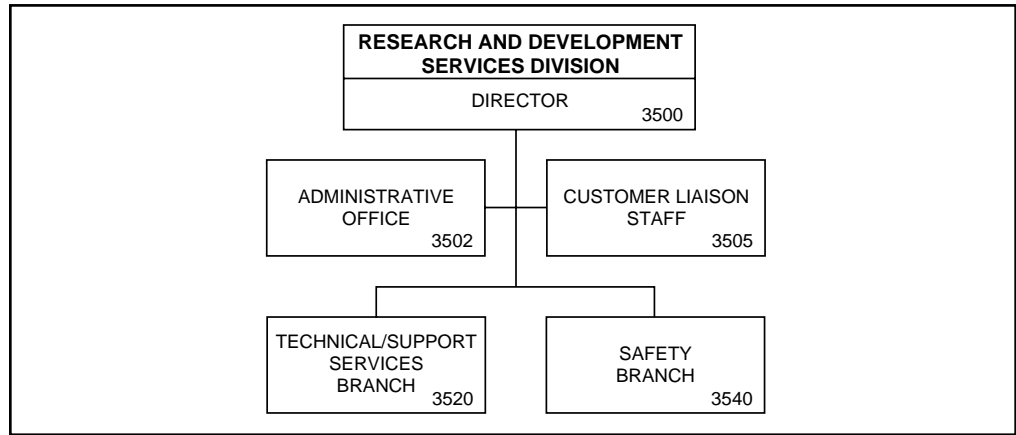 RESEARCH AND DEVELOPMENT
SERVICES DIVISION
DIRECTOR
3500
ADMINISTRATIVE
OFFICE
3502
CUSTOMER LIAISON
STAFF
3505
TECHNICAL/SUPPORT
SERVICES
BRANCH
3520
SAFETY
BRANCH
3540